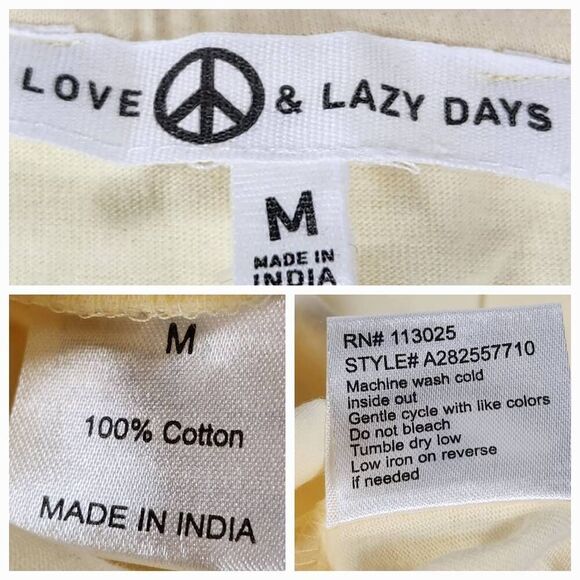 LOVE & LAZY DAYS
M
MADE IN
INDIA
M
100% Cotton
MADE IN INDIA
RN# 113025
STYLE# A282557710
Machine wash cold
inside out
Gentle cycle with like colors
Do not bleach
Tumble dry low
Low iron on reverse
if needed